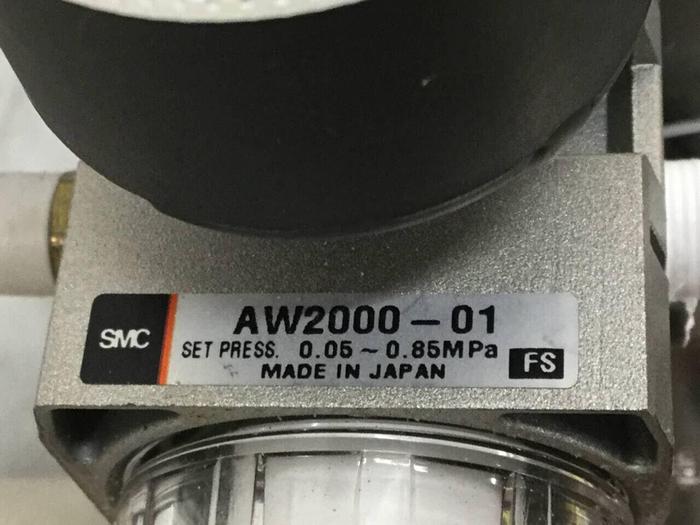 SMC
AW2000-01
SET PRESS. 0.05~0.85MPa
MADE IN JAPAN
FS